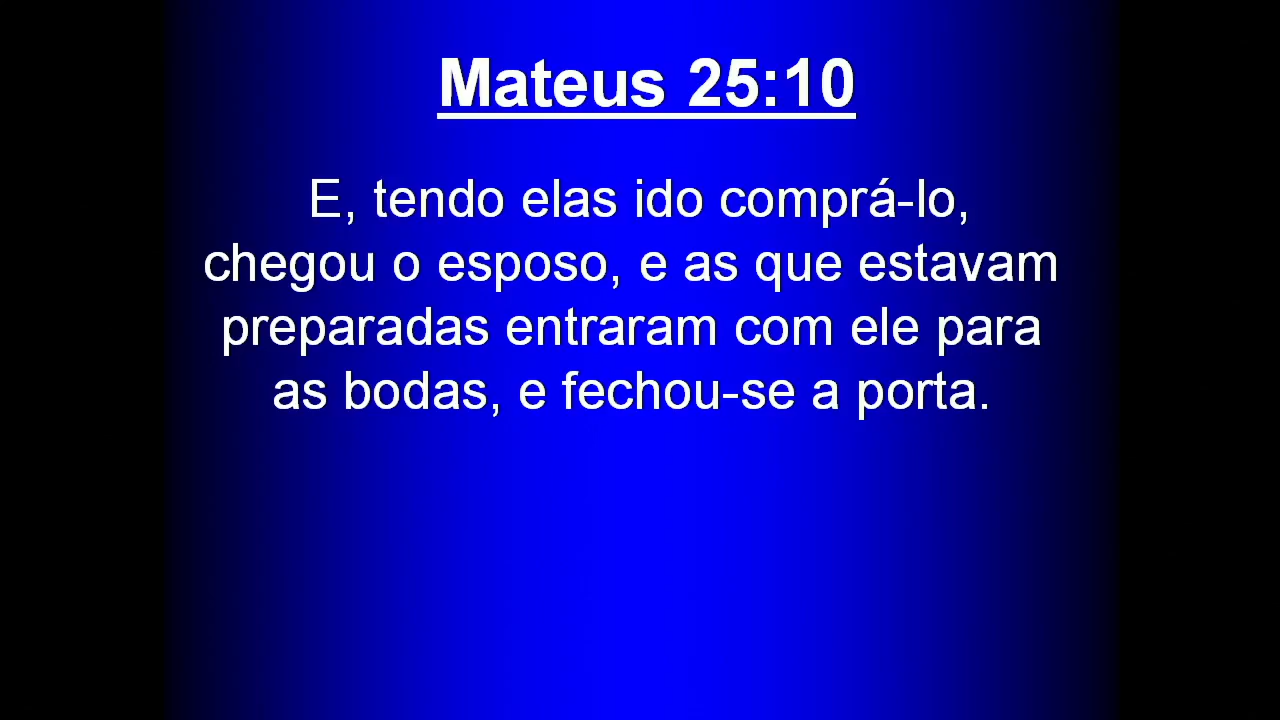 Mateus 25:10
E, tendo elas ido comprá-lo,
chegou o esposo, e as que estavam
preparadas entraram com ele para
as bodas, e fechou-se a porta.